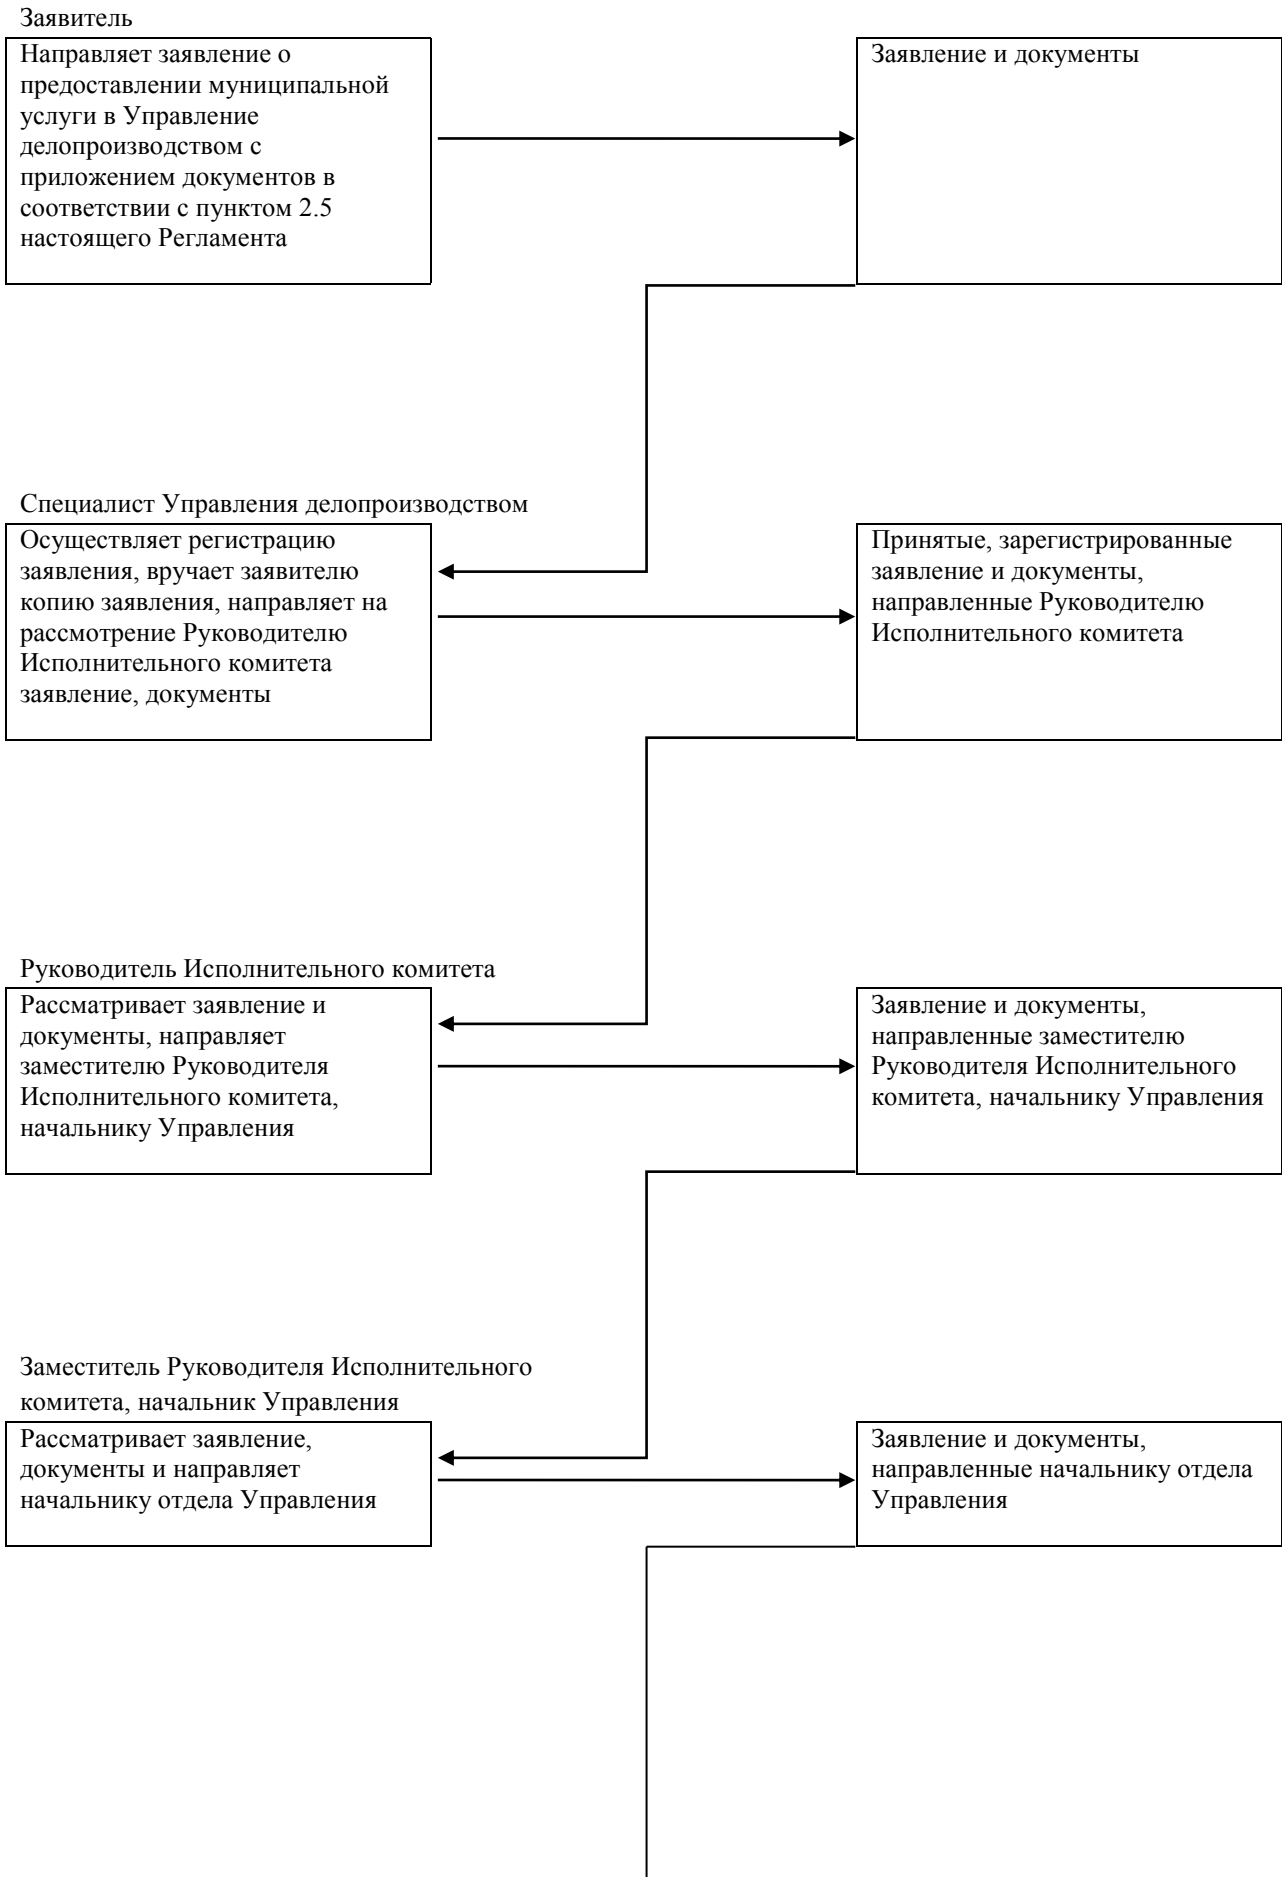 Заявитель
Направляет заявление о
предоставлении муниципальной
услуги в Управление
делопроизводством с
приложением документов в
соответствии с пунктом 2.5
настоящего Регламента
Заявление и документы
Специалист Управления делопроизводством
Осуществляет регистрацию
заявления, вручает заявителю
копию заявления, направляет на
рассмотрение Руководителю
Исполнительного комитета
заявление, документы
Принятые, зарегистрированные
заявление и документы,
направленные Руководителю
Исполнительного комитета
Руководитель Исполнительного комитета
Рассматривает заявление и
документы, направляет
заместителю Руководителя
Исполнительного комитета,
начальнику Управления
Заявление и документы,
направленные заместителю
Руководителя Исполнительного
комитета, начальнику Управления
Заместитель Руководителя Исполнительного
комитета, начальник Управления
Рассматривает заявление,
документы и направляет
начальнику отдела Управления
Заявление и документы,
направленные начальнику отдела
Управления